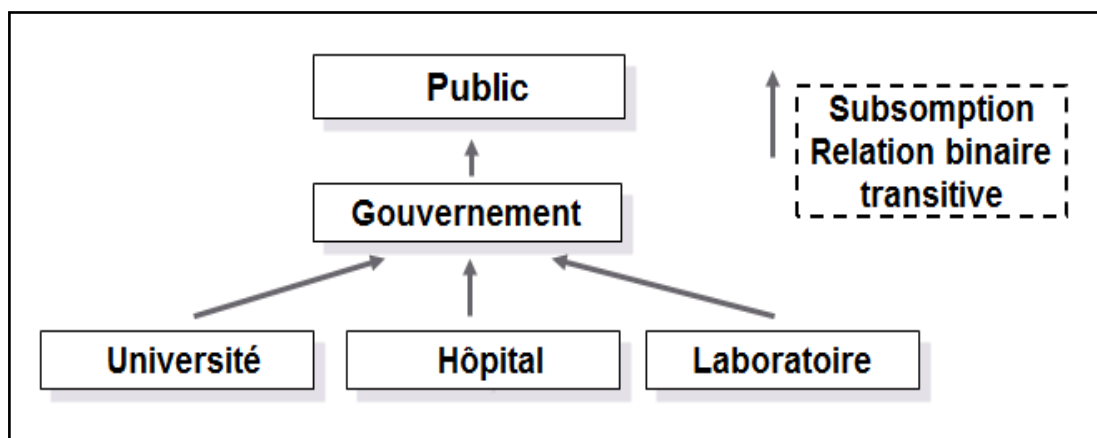 Public
Subsomption
Relation binaire
transitive
Gouvernement
Université
Hôpital
Laboratoire